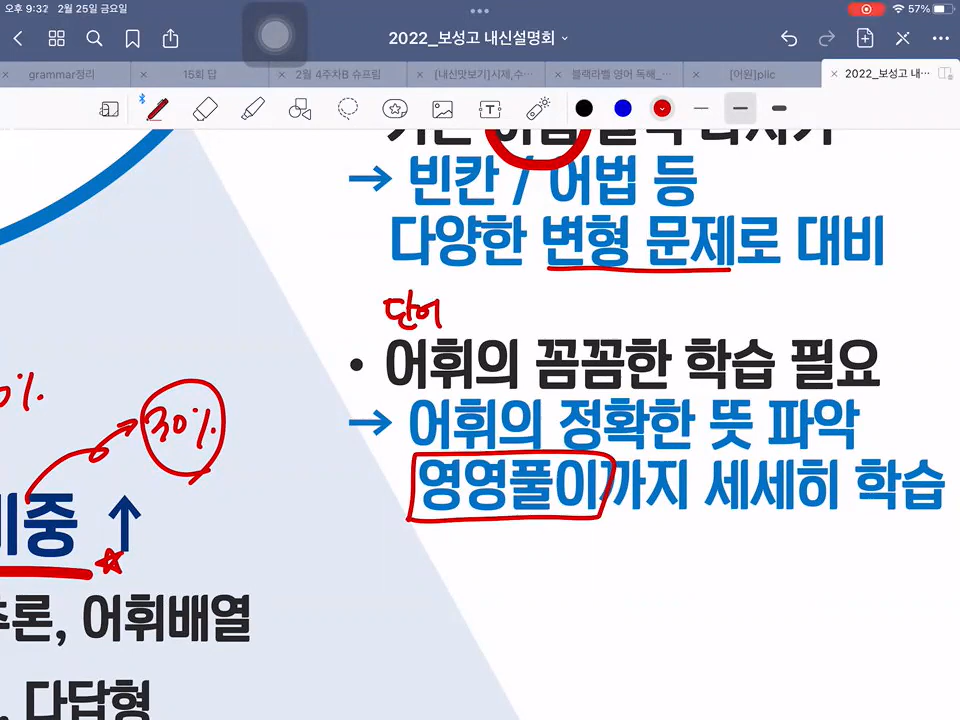 오후 9:32 2월 25일 금요일
57%
2022_보성고 내신설명회
grammar정리
15회 답
2월 4주차B 슈프림
[내신맛보기]시제,수…
블랙라벨 영어 독해_…
[어원]plic
2022_보성고 내…
→ 빈칸 / 어법 등
다양한 변형 문제로 대비
단어
• 어휘의 꼼꼼한 학습 필요
→ 어휘의 정확한 뜻 파악
영영풀이까지 세세히 학습
0%
30%
비중 ↑
추론, 어휘배열
, 다답형